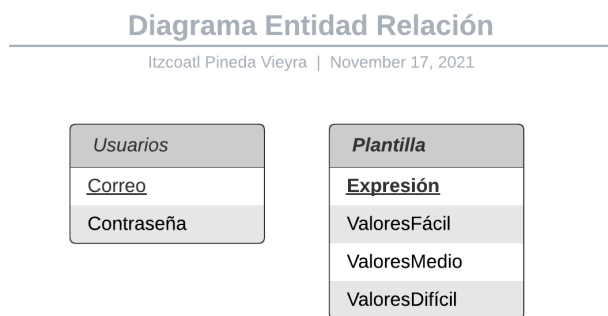 Diagrama Entidad Relación
Itzcoatl Pineda Vieyra | November 17, 2021
Usuarios
Correo
Contraseña
Plantilla
Expresión
ValoresFácil
ValoresMedio
ValoresDifícil